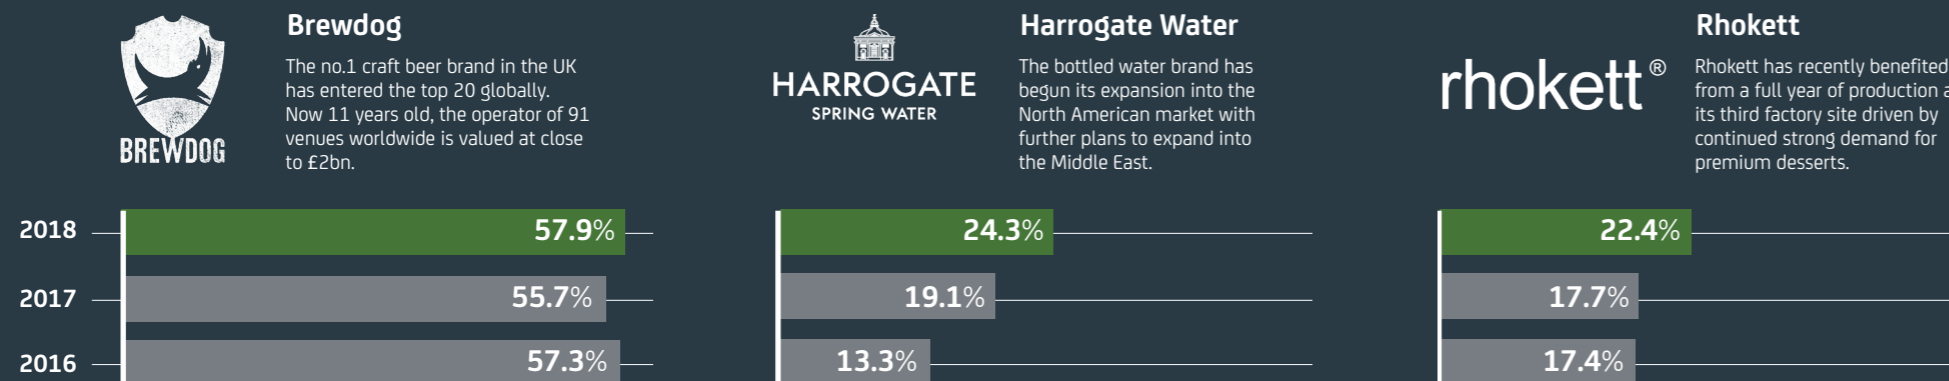 Brewdog
The no.1 craft beer brand in the UK
has entered the top 20 globally.
Now 11 years old, the operator of 91
venues worldwide is valued at close
to £2bn.
BREWDOG
HARROGATE
SPRING WATER
Harrogate Water
The bottled water brand has
begun its expansion into the
North American market with
further plans to expand into
the Middle East.
rhokett®
Rhokett
Rhokett has recently benefited
from a full year of production
its third factory site driven by
continued strong demand for
premium desserts.
2018
57.9%
24.3%
22.4%
2017
55.7%
19.1%
17.7%
2016
57.3%
13.3%
17.4%